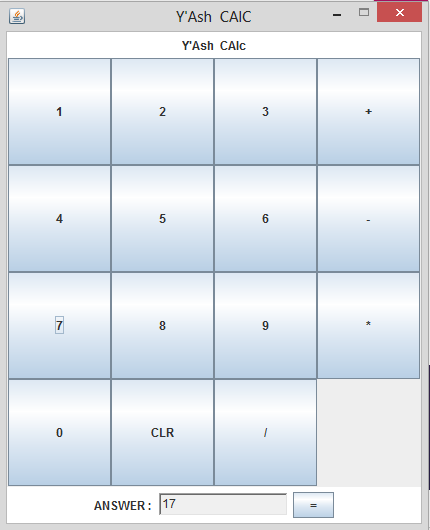 Y'Ash CAlC
Y'Ash CAlc
1 2 3 +
4 5 6 -
7 8 9 *
0 CLR /
ANSWER : 17 =